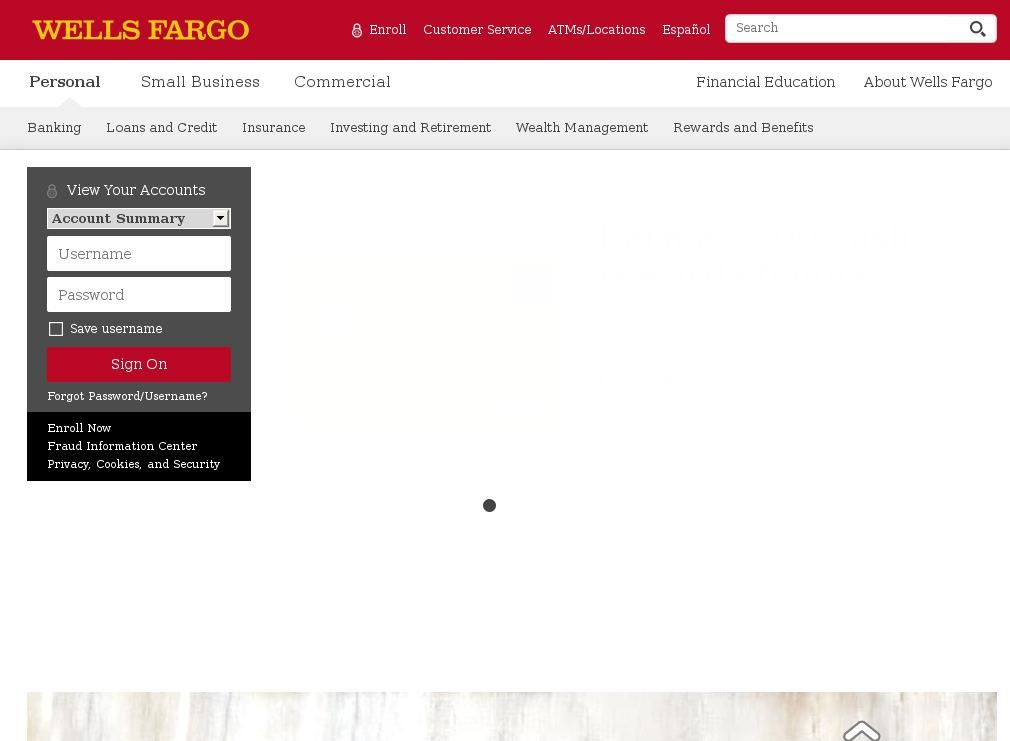 WELLS FARGO
Enroll Customer Service ATMs/Locations Español Search
Personal Small Business Commercial Financial Education About Wells Fargo
Banking Loans and Credit Insurance Investing and Retirement Wealth Management Rewards and Benefits
View Your Accounts
Account Summary
Username
Password
Save username
Sign On
Forgot Password/Username?
Enroll Now
Fraud Information Center
Privacy, Cookies, and Security